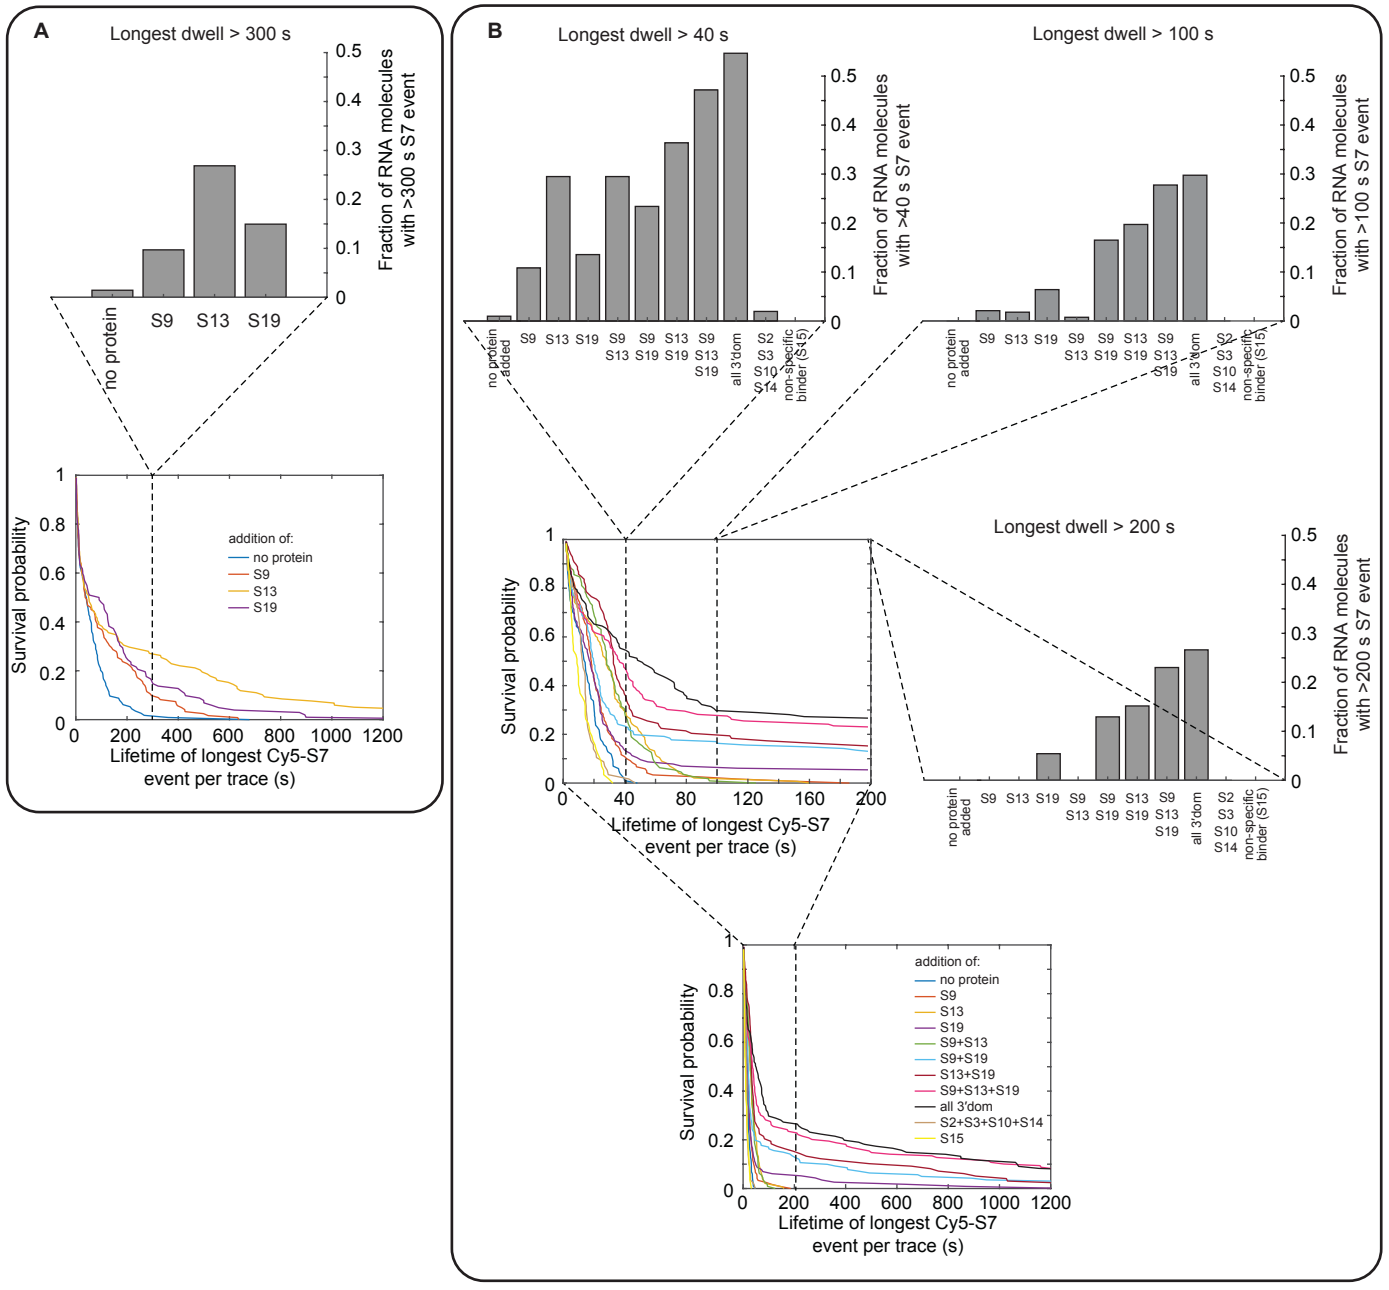 A
Longest dwell > 300 s
0.5
0.4
0.3
0.2
0.1
0
Fraction of RNA molecules
with >300 s S7 event
no protein
S9
S13
S19
1
0.8
0.6
0.4
0.2
0
Survival probability
addition of:
no protein
S9
S13
S19
0 200 400 600 800 1000 1200
Lifetime of longest Cy5-S7
event per trace (s)
B
Longest dwell > 40 s
0.5
0.4
0.3
0.2
0.1
0
Fraction of RNA molecules
with >40 s S7 event
no protein
added
S9
S13
S19
S9
S13
S9
S19
S13
S19
S9
S13
S19
all 3'dom
S2
S3
S10
S14
non-specific
binder (S15)
Longest dwell > 100 s
0.5
0.4
0.3
0.2
0.1
0
Fraction of RNA molecules
with >100 s S7 event
no protein
added
S9
S13
S19
S9
S13
S9
S19
S13
S19
S9
S13
S19
all 3'dom
S2
S3
S10
S14
non-specific
binder (S15)
1
0.8
0.6
0.4
0.2
0
Survival probability
0 40 80 120 160 200
Lifetime of longest Cy5-S7
event per trace (s)
Longest dwell > 200 s
0.5
0.4
0.3
0.2
0.1
0
Fraction of RNA molecules
with >200 s S7 event
no protein
added
S9
S13
S19
S9
S13
S9
S19
S13
S19
S9
S13
S19
all 3'dom
S2
S3
S10
S14
non-specific
binder (S15)
1
0.8
0.6
0.4
0.2
0
Survival probability
addition of:
no protein
S9
S13
S19
S9+S13
S9+S19
S13+S19
S9+S13+S19
all 3'dom
S2+S3+S10+S14
S15
0 200 400 600 800 1000 1200
Lifetime of longest Cy5-S7
event per trace (s)